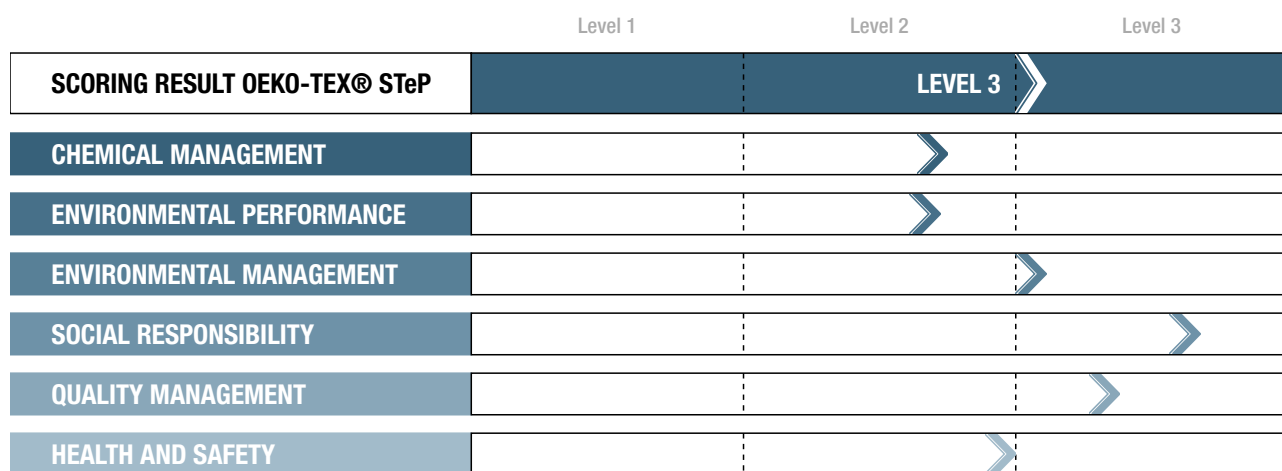 Level 1 Level 2 Level 3
SCORING RESULT OEKO-TEX® STeP LEVEL 3
CHEMICAL MANAGEMENT
ENVIRONMENTAL PERFORMANCE
ENVIRONMENTAL MANAGEMENT
SOCIAL RESPONSIBILITY
QUALITY MANAGEMENT
HEALTH AND SAFETY